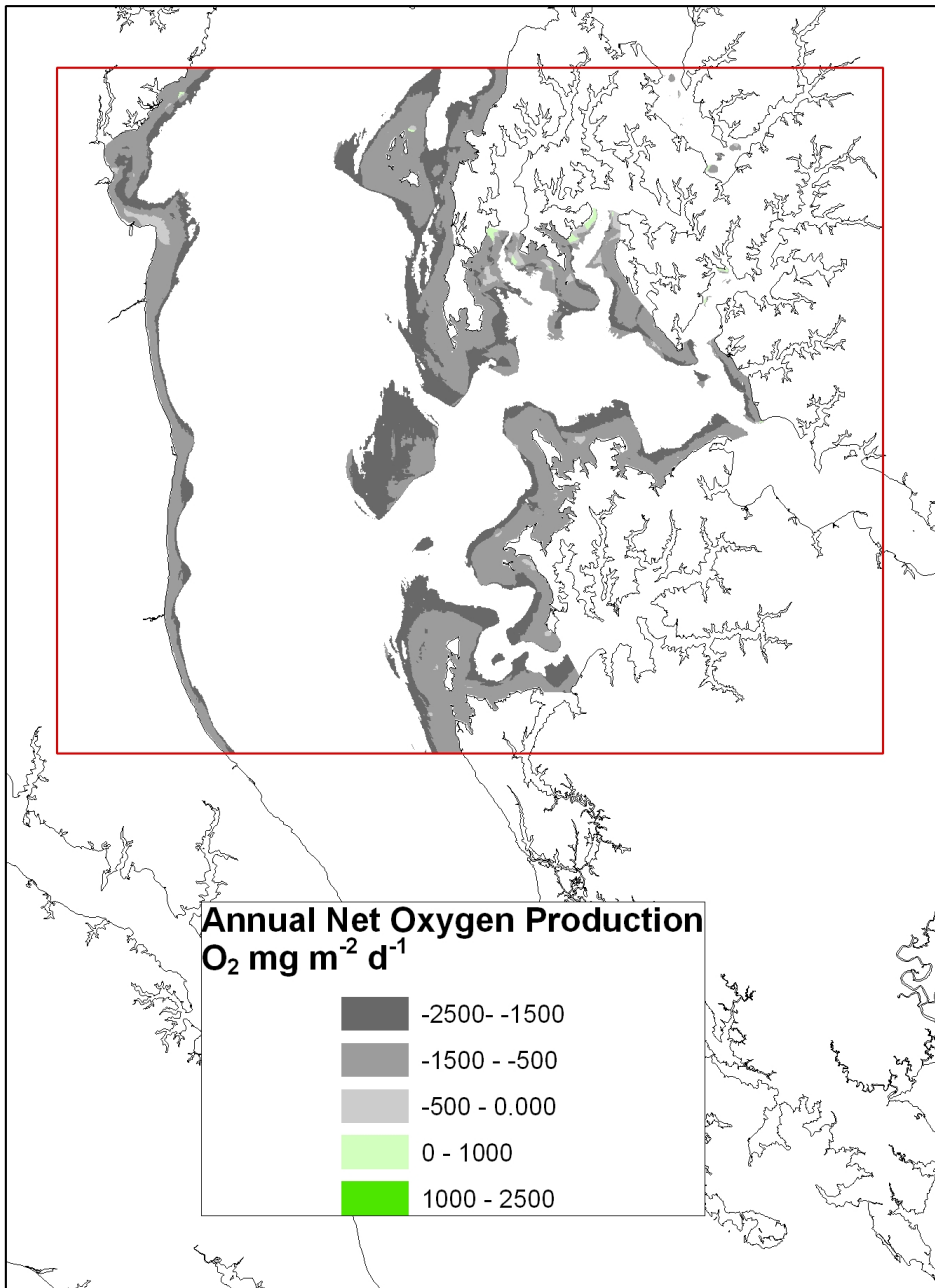 Annual Net Oxygen Production
O₂ mg m⁻² d⁻¹
-2500- -1500
-1500 - -500
-500 - 0.000
0 - 1000
1000 - 2500